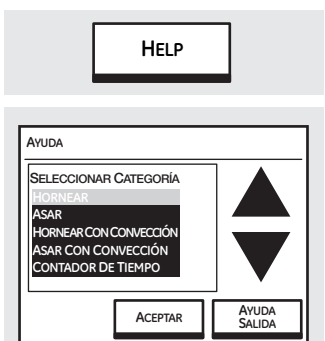 HELP
AYUDA
SELECCIONAR CATEGORÍA
HORNEAR
ASAR
HORNEAR CON CONVECCIÓN
ASAR CON CONVECCIÓN
CONTADOR DE TIEMPO
ACEPTAR
AYUDA
SALIDA